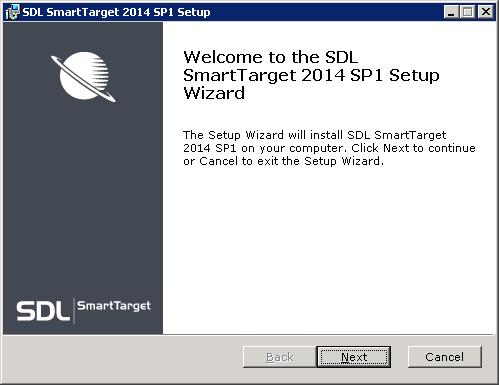 SDL SmartTarget 2014 SP1 Setup
Welcome to the SDL
SmartTarget 2014 SP1 Setup
Wizard
The Setup Wizard will install SDL SmartTarget
2014 SP1 on your computer. Click Next to continue
or Cancel to exit the Setup Wizard.
SDL SmartTarget
Back Next Cancel